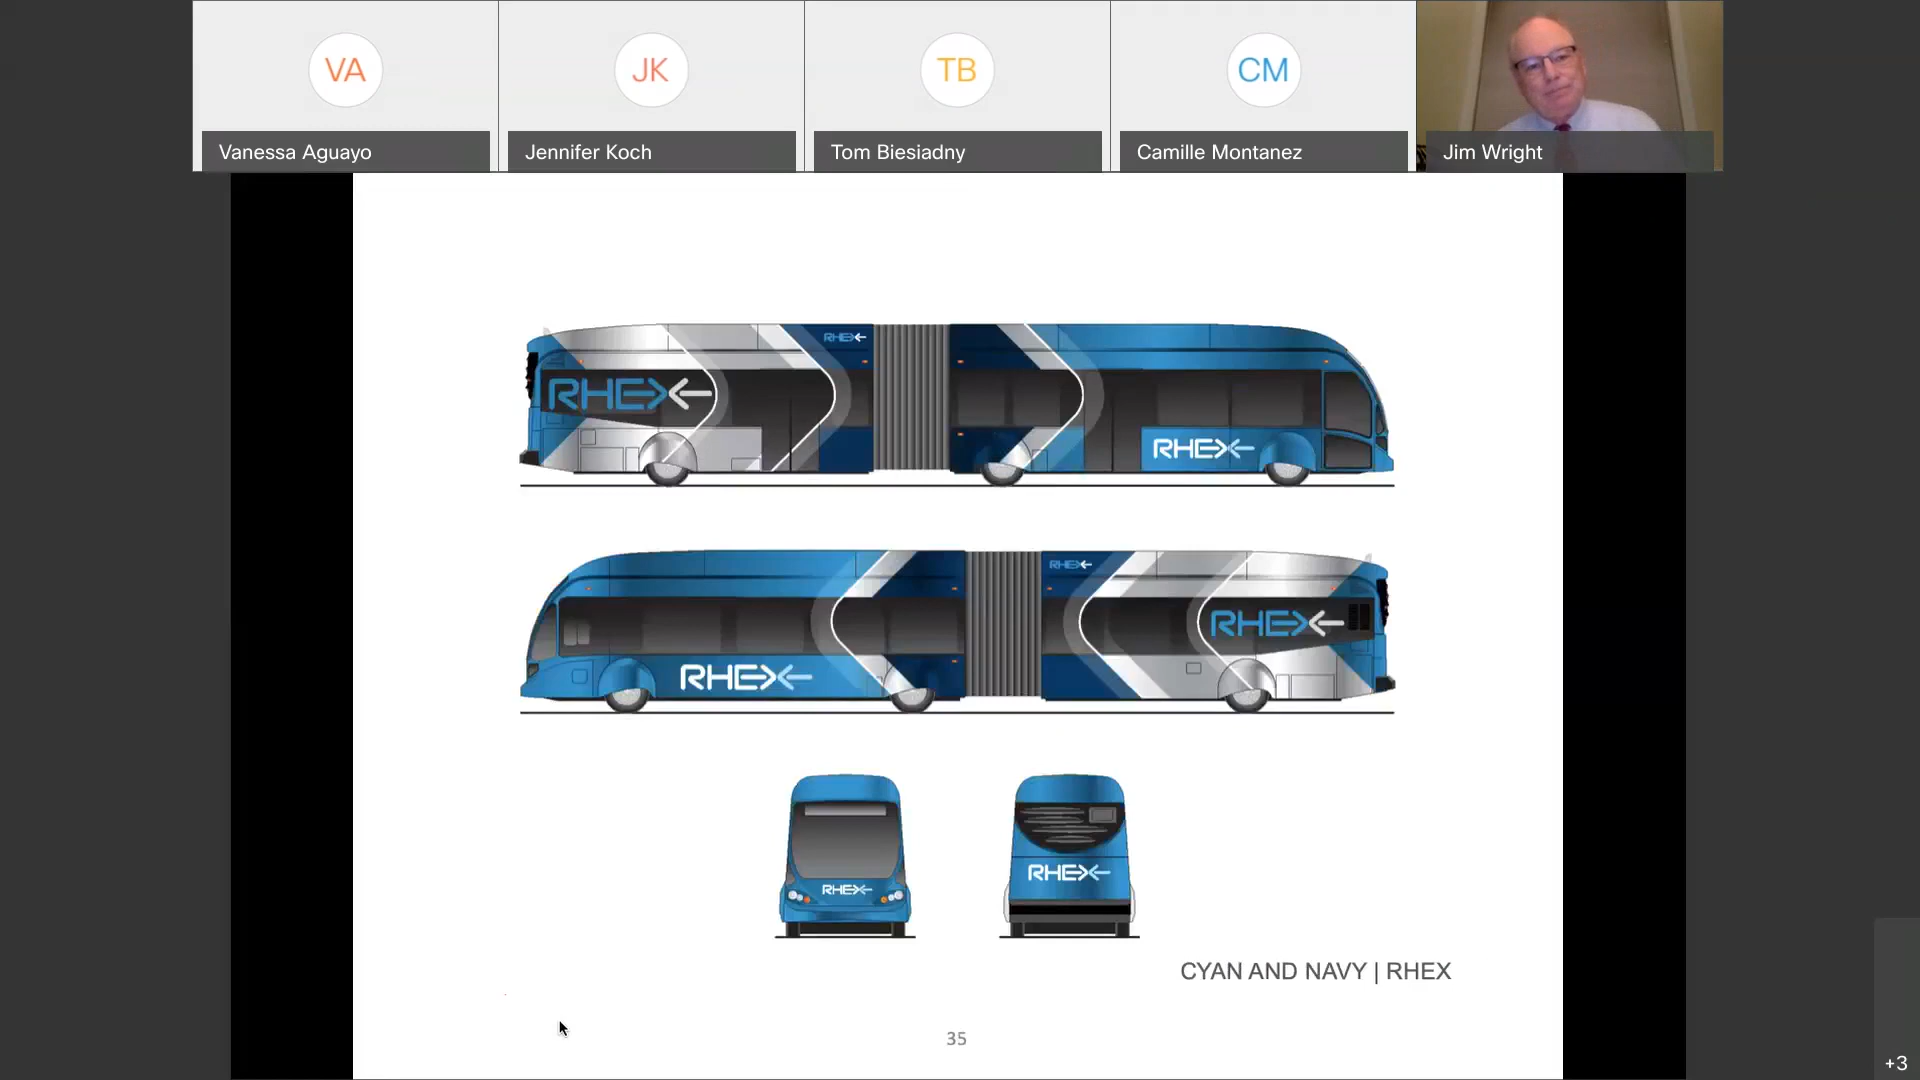 VA
JK
TB
CM
Vanessa Aguayo
Jennifer Koch
Tom Biesiadny
Camille Montanez
Jim Wright
RHEX
RHEX
RHEX
RHEX
RHEX
RHEX
RHEX
RHEX
CYAN AND NAVY | RHEX
35
+3